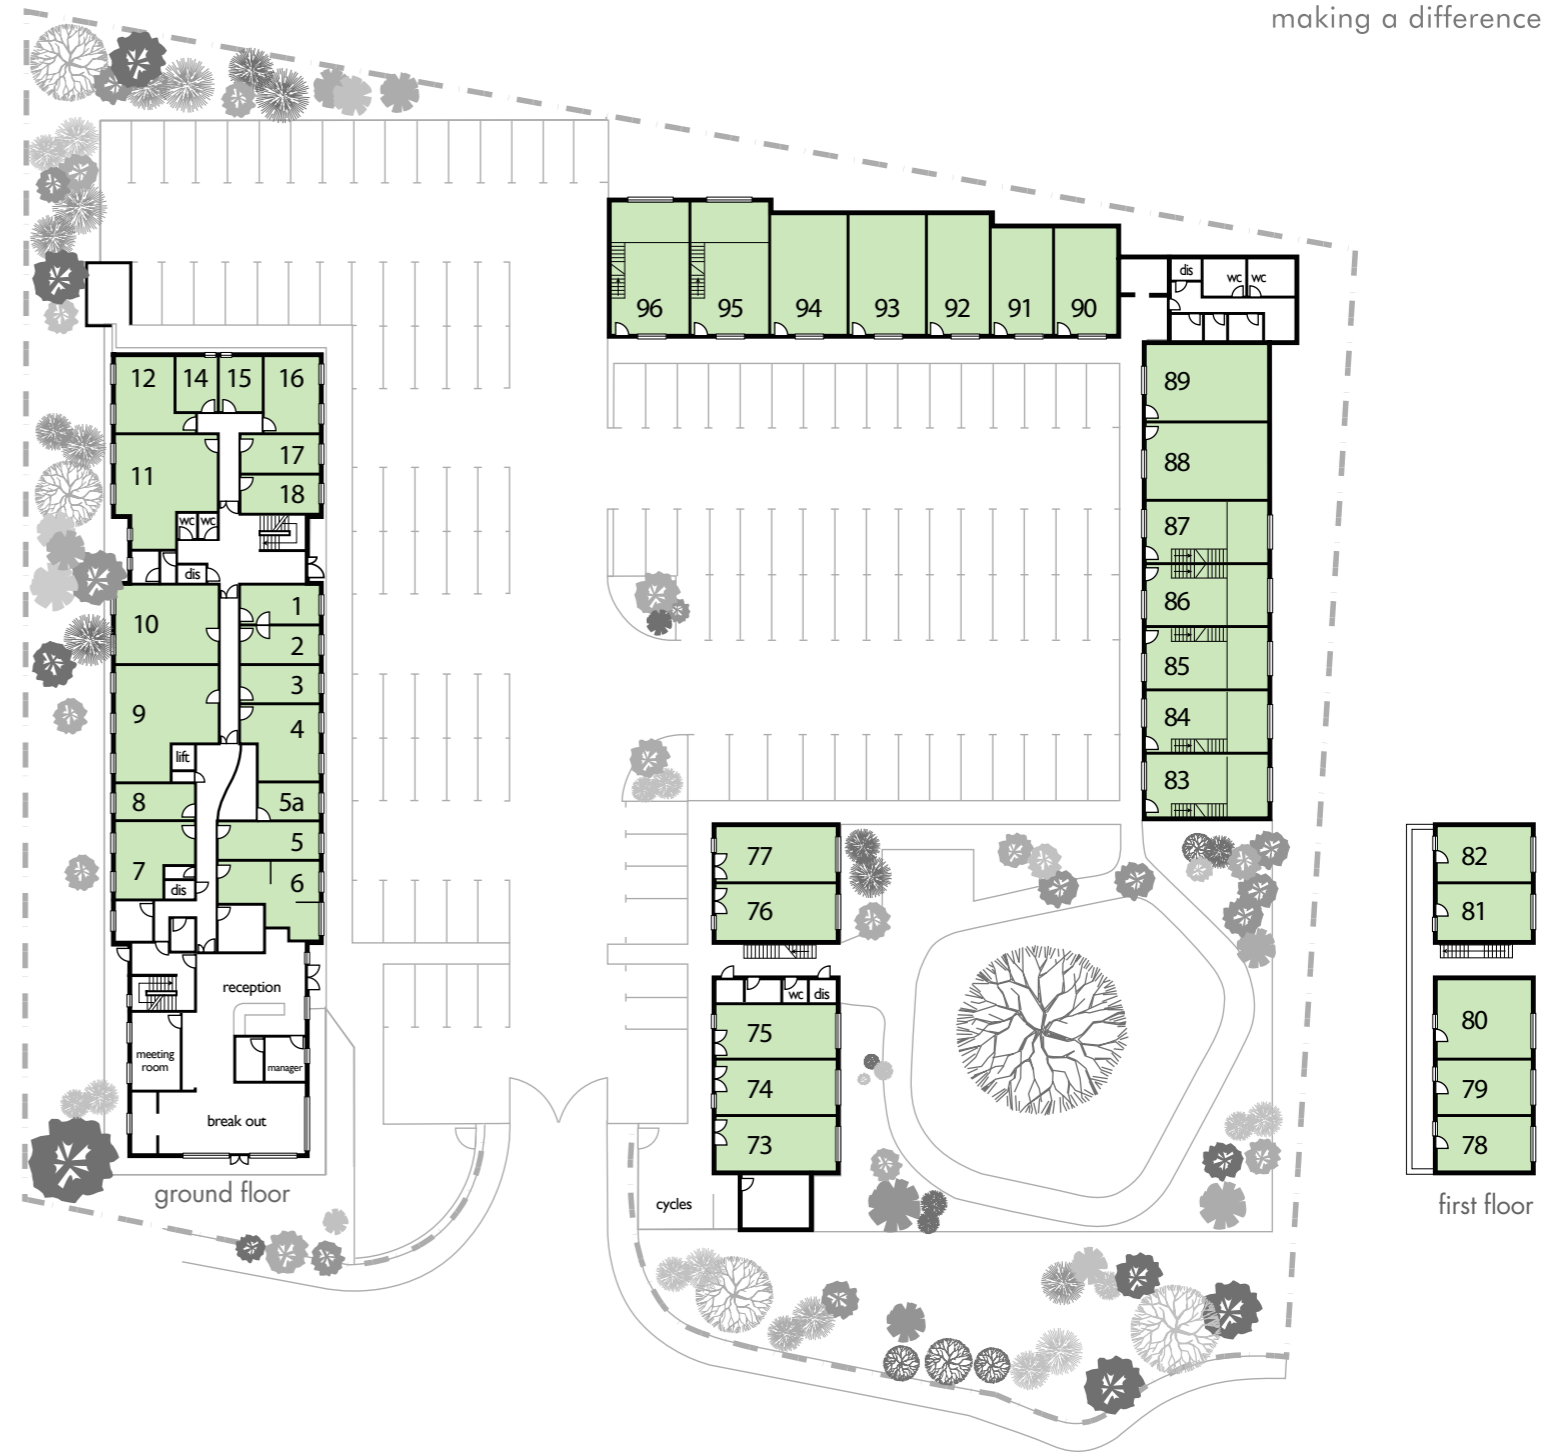 making a difference
96
95
94
93
92
91
90
dis
wc
wc
89
88
87
86
85
84
83
12
14
15
16
11
17
18
wc
wc
dis
10
1
2
3
9
4
lift
8
5a
5
7
6
dis
reception
meeting
room
manager
break out
ground floor
77
76
wc
dis
75
74
73
cycles
82
81
80
79
78
first floor